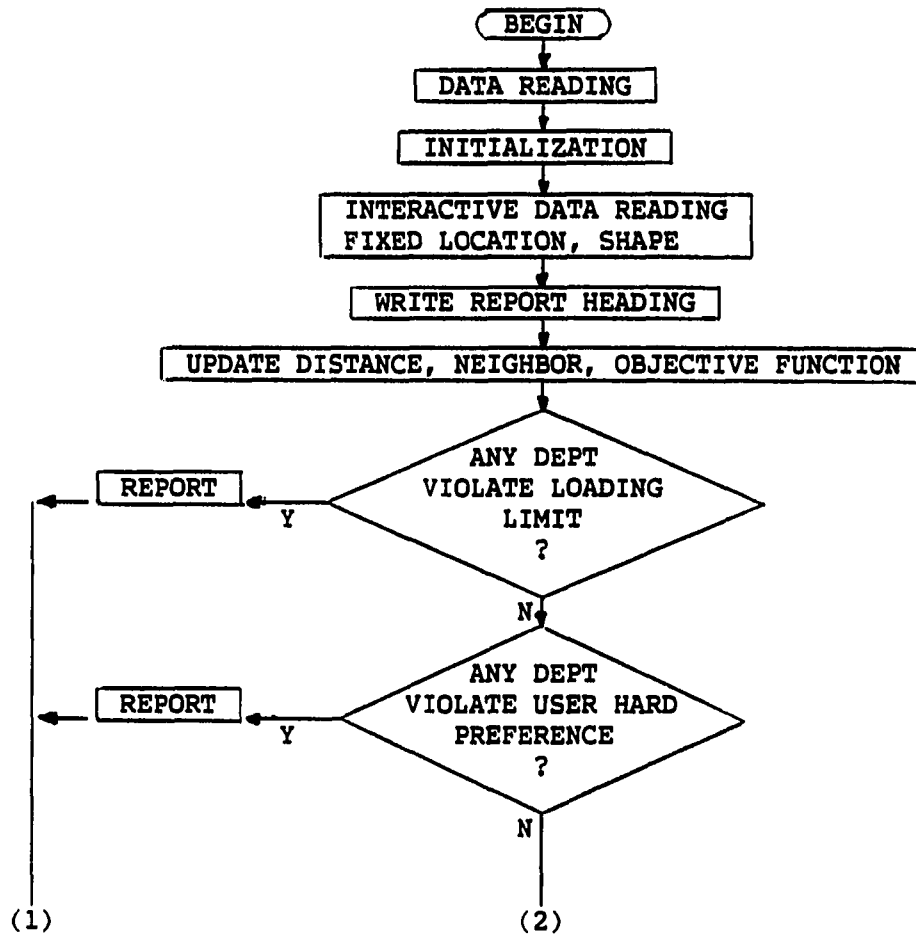 BEGIN
DATA READING
INITIALIZATION
INTERACTIVE DATA READING
FIXED LOCATION, SHAPE
WRITE REPORT HEADING
UPDATE DISTANCE, NEIGHBOR, OBJECTIVE FUNCTION
ANY DEPT
VIOLATE LOADING
LIMIT
?
REPORT
Y
N
ANY DEPT
VIOLATE USER HARD
PREFERENCE
?
REPORT
Y
N
(1)
(2)